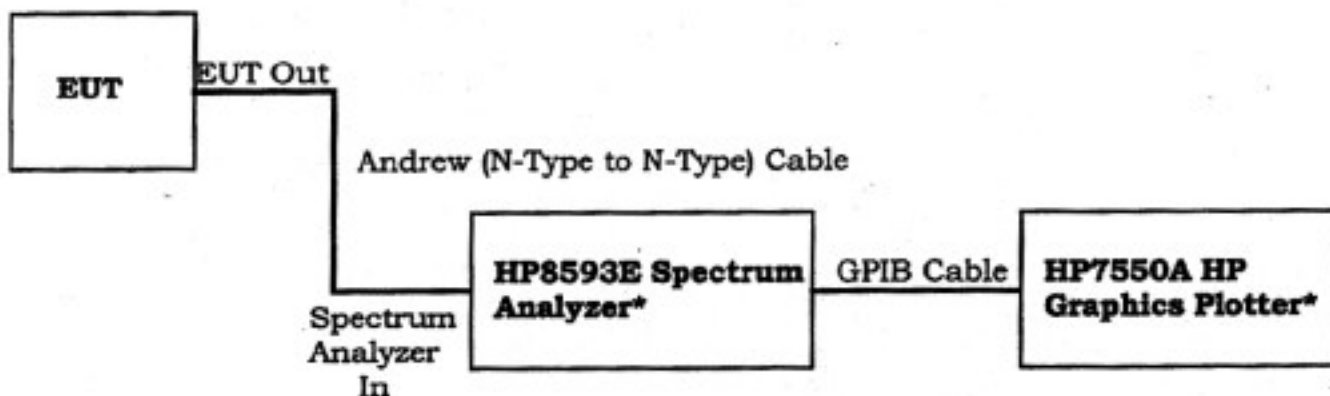 EUT
EUT Out
Andrew (N-Type to N-Type) Cable
HP8593E Spectrum
Analyzer*
GPIB Cable
HP7550A HP
Graphics Plotter*
Spectrum
Analyzer
In